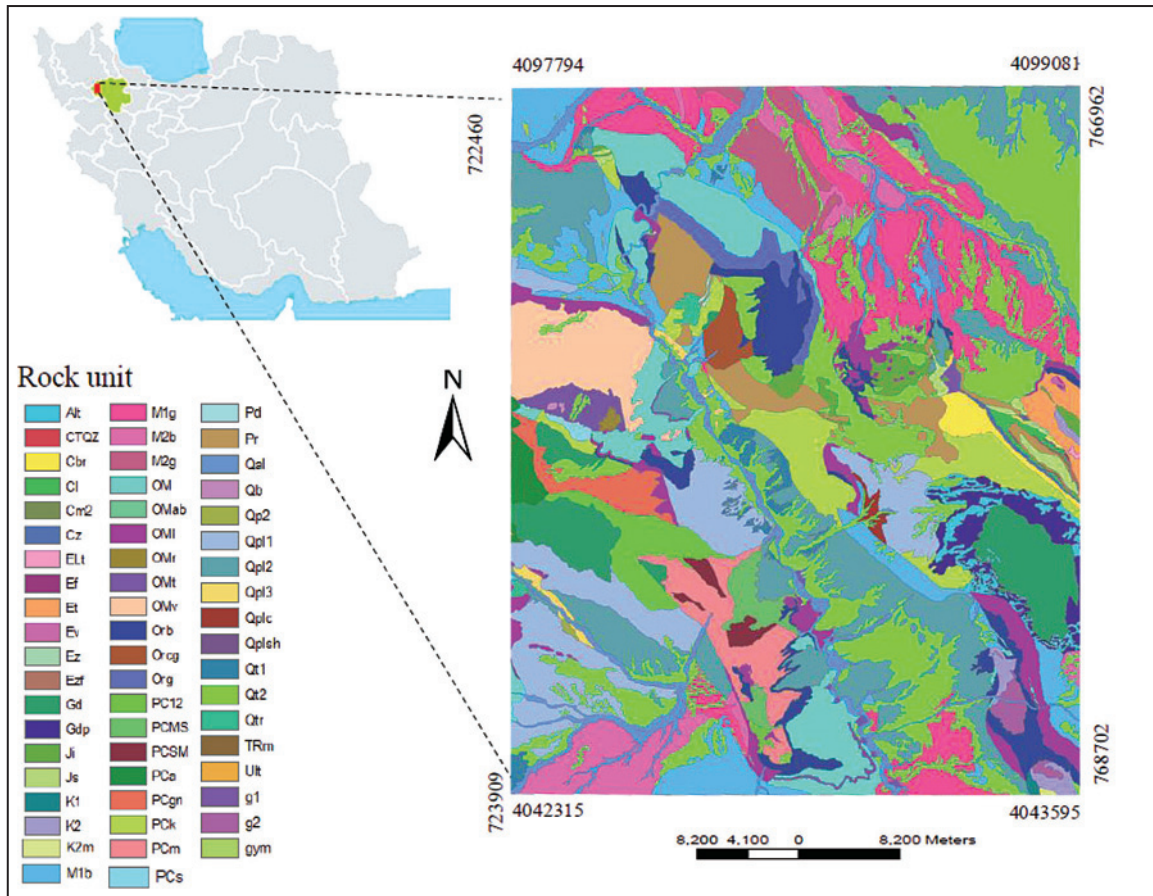 4097794 4099081
722460
766962
N
Rock unit
Alt M1g Pd
CTQZ M2b Pr
Cbr M2g Qal
Cl OM Qb
Cm2 OMab Qp2
Cz OMl Qpl1
ELt OMr Qpl2
Ef OMt Qpl3
Et OMv Qplc
Ev Orb Qplsh
Ez Orcg Qt1
Ezf Org Qt2
Gd PC12 Qtr
Gdp PCMS TRm
Ji PCSM Ult
Js PCa g1
K1 PCgn g2
K2 PCk gym
K2m PCm
M1b PCs
723909
768702
4042315 4043595
8,200 4,100 0 8,200 Meters